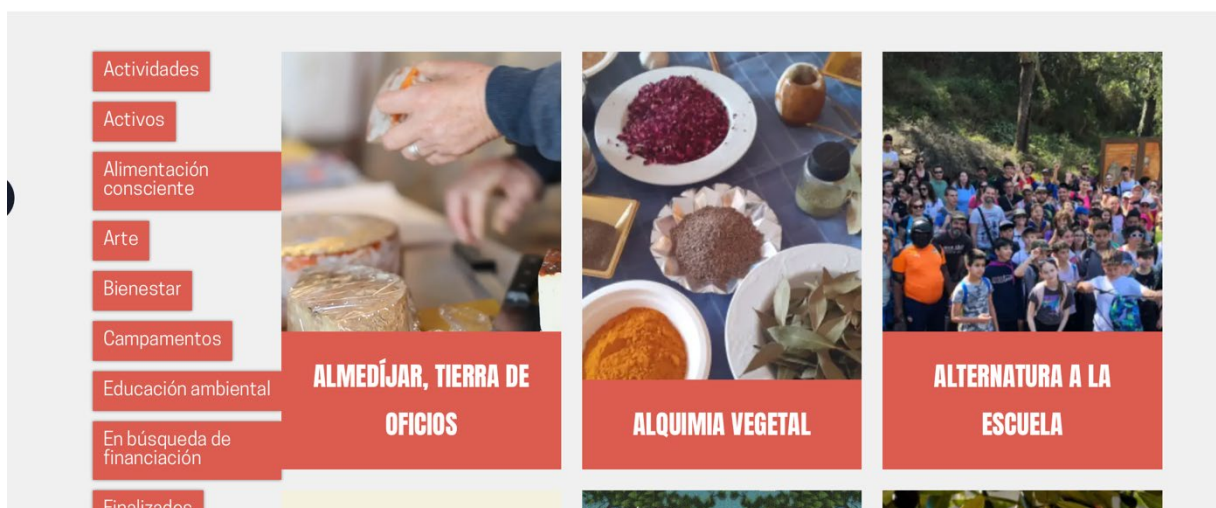 Actividades
Activos
Alimentación
consciente
Arte
Bienestar
Campamentos
Educación ambiental
En búsqueda de
financiación
Finalizados
ALMEDÍJAR, TIERRA DE
OFICIOS
ALQUIMIA VEGETAL
ALTERNATURA A LA
ESCUELA